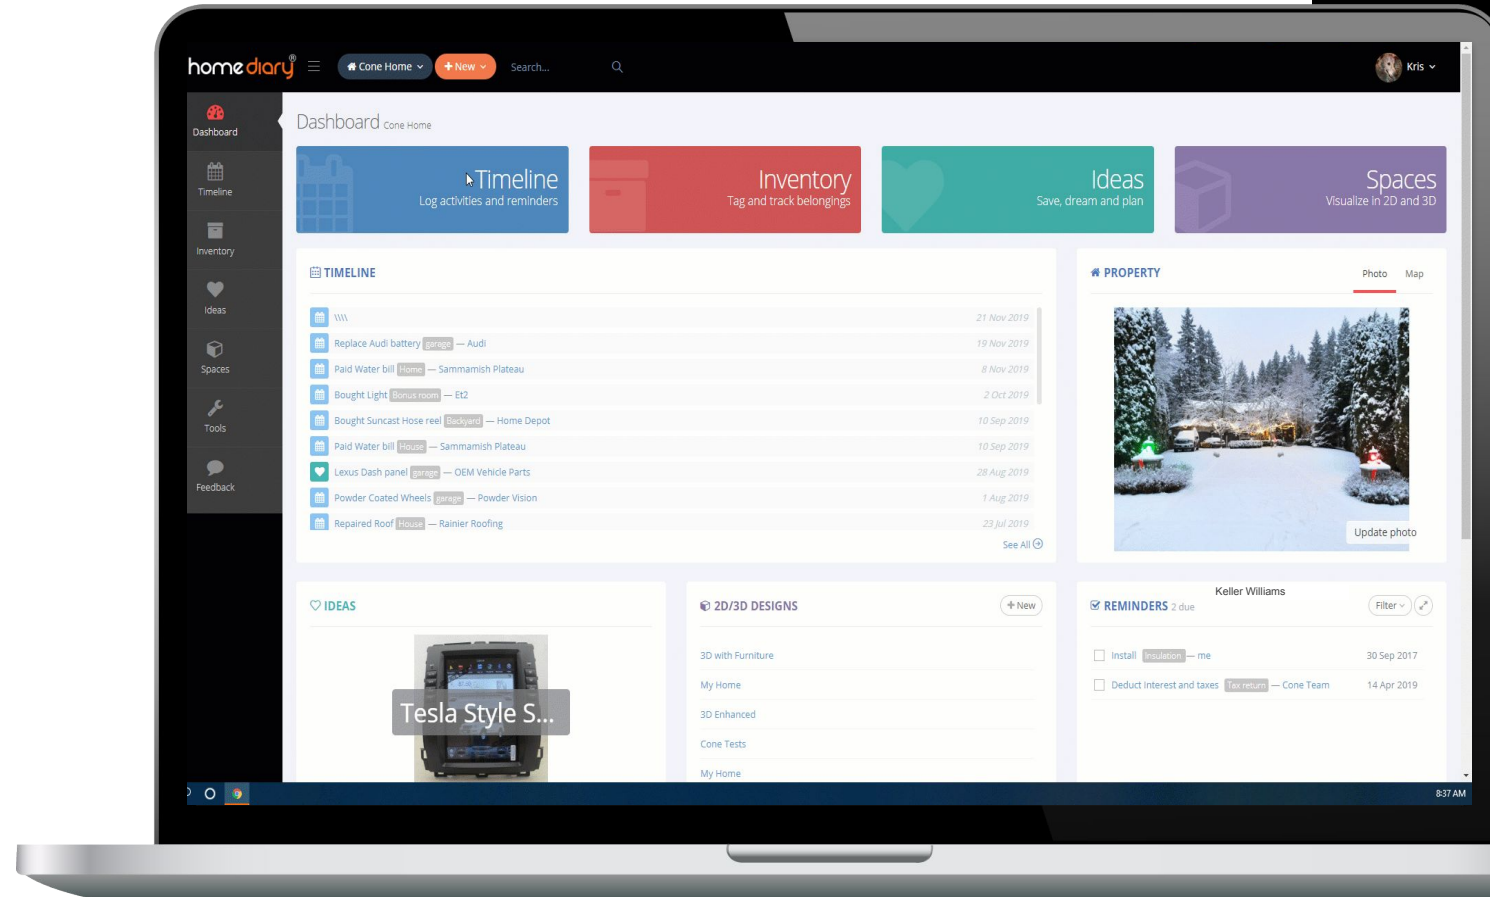 homediary®
Cone Home
+ New
Search...
Kris
Dashboard
Timeline
Inventory
Ideas
Spaces
Tools
Feedback
Dashboard Cone Home
Timeline
Log activities and reminders
Inventory
Tag and track belongings
Ideas
Save, dream and plan
Spaces
Visualize in 2D and 3D
TIMELINE
\\\\ 21 Nov 2019
Replace Audi battery garage — Audi 19 Nov 2019
Paid Water bill Home — Sammamish Plateau 8 Nov 2019
Bought Light Bonus room — Et2 2 Oct 2019
Bought Suncast Hose reel Backyard — Home Depot 10 Sep 2019
Paid Water bill House — Sammamish Plateau 10 Sep 2019
Lexus Dash panel garage — OEM Vehicle Parts 28 Aug 2019
Powder Coated Wheels garage — Powder Vision 1 Aug 2019
Repaired Roof House — Rainier Roofing 23 Jul 2019
See All
PROPERTY
Photo Map
Update photo
IDEAS
Tesla Style S...
2D/3D DESIGNS
+ New
3D with Furniture
My Home
3D Enhanced
Cone Tests
My Home
Keller Williams
REMINDERS 2 due
Filter
Install Insulation — me 30 Sep 2017
Deduct Interest and taxes Tax return — Cone Team 14 Apr 2019
8:37 AM